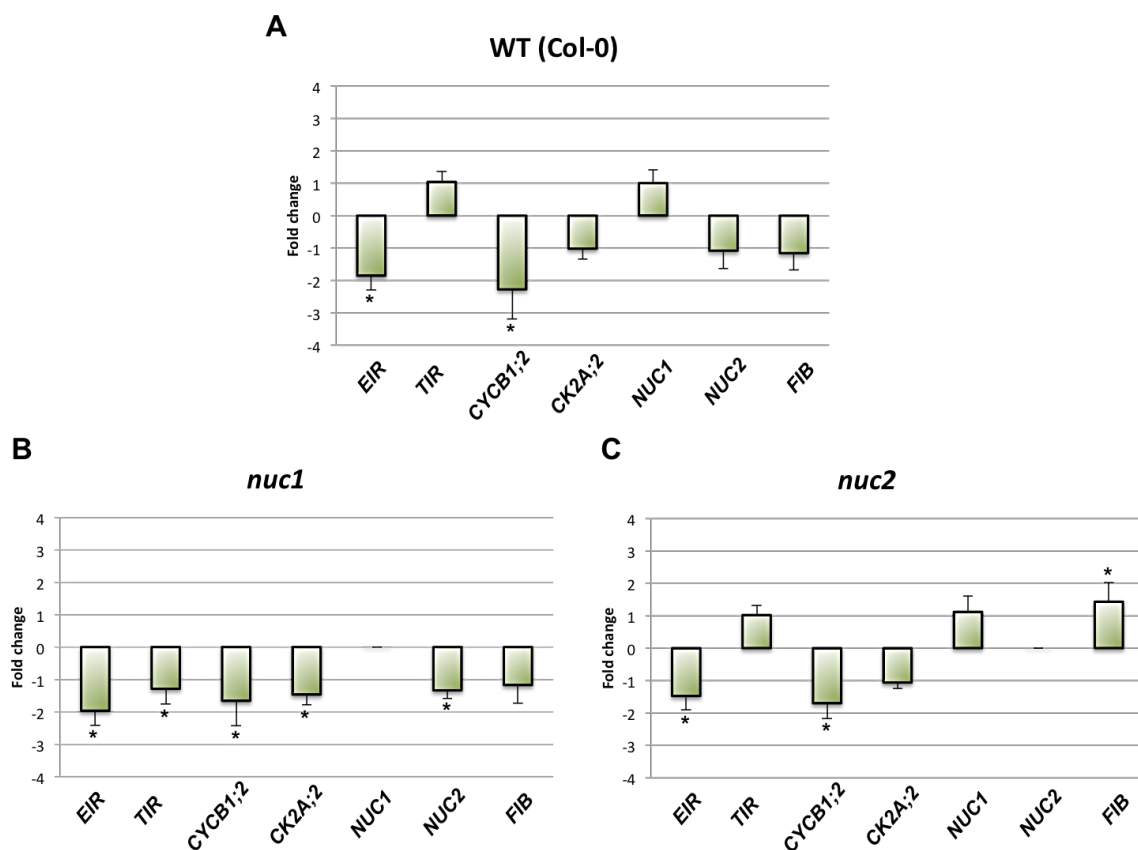 A
WT (Col-0)
Fold change
4
3
2
1
0
-1
-2
-3
-4
*
*
EIR
TIR
CYCB1;2
CK2A;2
NUC1
NUC2
FIB
B
nuc1
Fold change
4
3
2
1
0
-1
-2
-3
-4
*
*
*
*
*
EIR
TIR
CYCB1;2
CK2A;2
NUC1
NUC2
FIB
C
nuc2
Fold change
4
3
2
1
0
-1
-2
-3
-4
*
*
*
EIR
TIR
CYCB1;2
CK2A;2
NUC1
NUC2
FIB